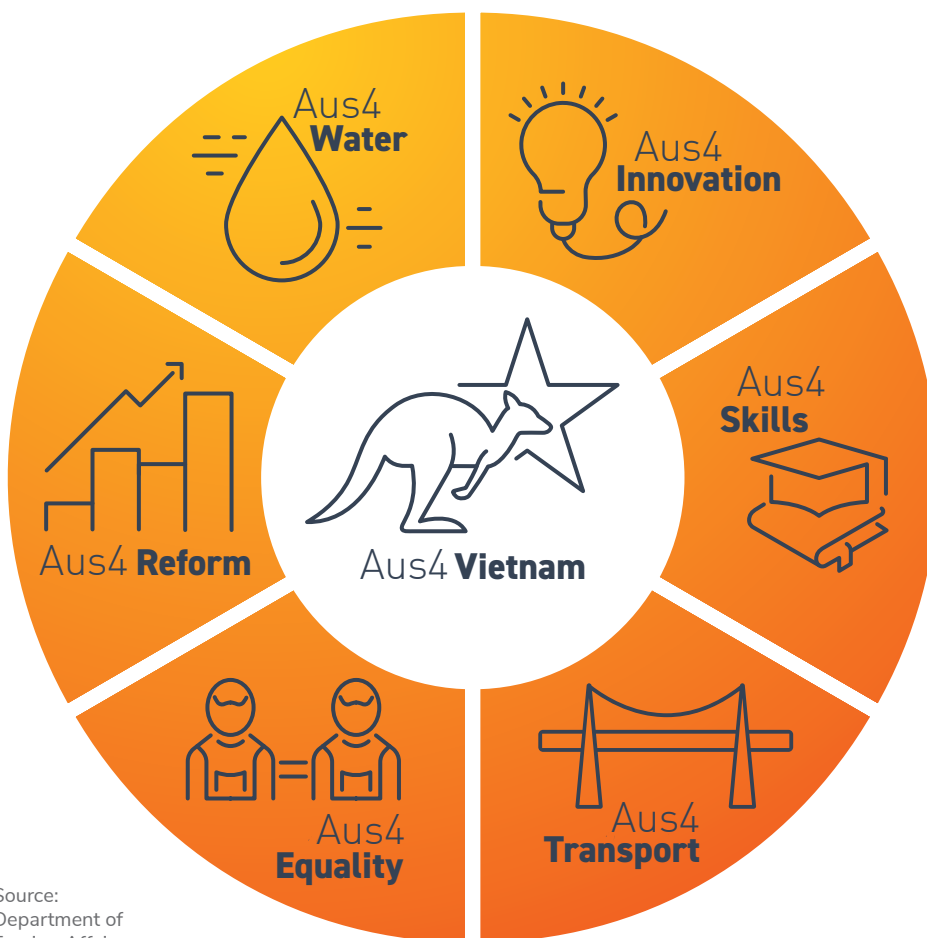 Aus4
Water
Aus4
Innovation
Aus4
Skills
Aus4 Reform
Aus4 Vietnam
Aus4
Equality
Aus4
Transport
Source:
Department of